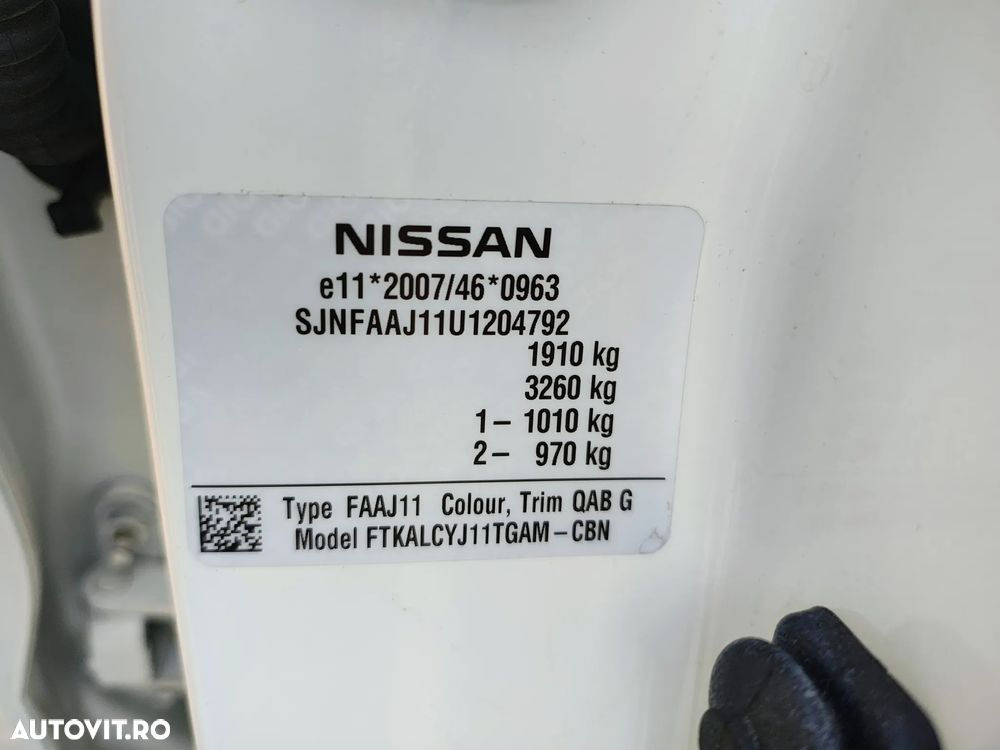 NISSAN
e11*2007/46*0963
SJNFAAJ11U1204792
1910 kg
3260 kg
1– 1010 kg
2– 970 kg
Type FAAJ11 Colour, Trim QAB G
Model FTKALCYJ11TGAM–CBN
AUTOVIT.RO